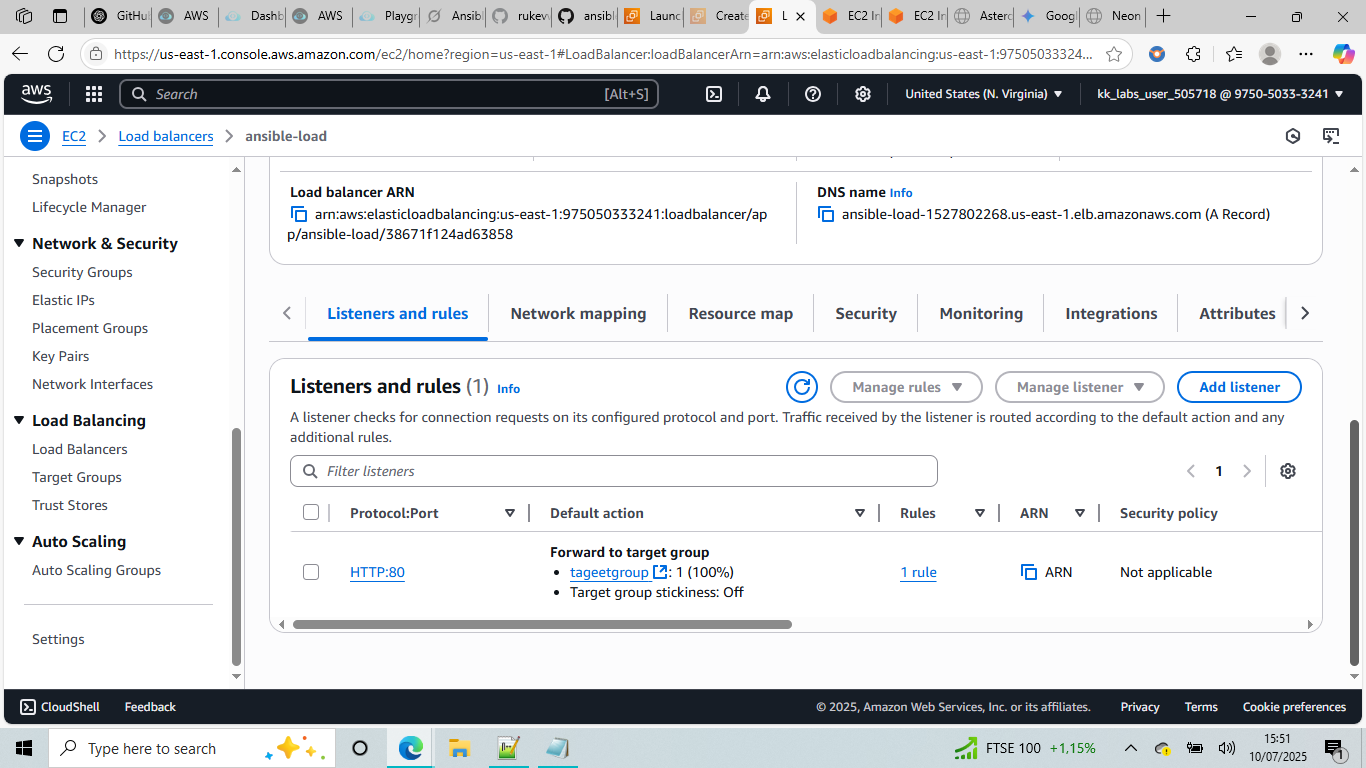 GitHub
AWS
Dashb
AWS
Playgr
Ansibl
rukeva
ansibl
Launc
Create
L
EC2 In
EC2 In
Asterc
Googl
Neon
https://us-east-1.console.aws.amazon.com/ec2/home?region=us-east-1#LoadBalancer:loadBalancerArn=arn:aws:elasticloadbalancing:us-east-1:97505033324...
aws
Search
[Alt+S]
United States (N. Virginia)
kk_labs_user_505718 @ 9750-5033-3241
EC2
Load balancers
ansible-load
Snapshots
Lifecycle Manager
Network & Security
Security Groups
Elastic IPs
Placement Groups
Key Pairs
Network Interfaces
Load Balancing
Load Balancers
Target Groups
Trust Stores
Auto Scaling
Auto Scaling Groups
Settings
Load balancer ARN
arn:aws:elasticloadbalancing:us-east-1:975050333241:loadbalancer/ap
p/ansible-load/38671f124ad63858
DNS name Info
ansible-load-1527802268.us-east-1.elb.amazonaws.com (A Record)
Listeners and rules
Network mapping
Resource map
Security
Monitoring
Integrations
Attributes
Listeners and rules (1) Info
Manage rules
Manage listener
Add listener
A listener checks for connection requests on its configured protocol and port. Traffic received by the listener is routed according to the default action and any
additional rules.
Filter listeners
1
Protocol:Port
Default action
Rules
ARN
Security policy
HTTP:80
Forward to target group
tageetgroup : 1 (100%)
Target group stickiness: Off
1 rule
ARN
Not applicable
CloudShell
Feedback
© 2025, Amazon Web Services, Inc. or its affiliates.
Privacy
Terms
Cookie preferences
Type here to search
FTSE 100 +1,15%
15:51
10/07/2025
1